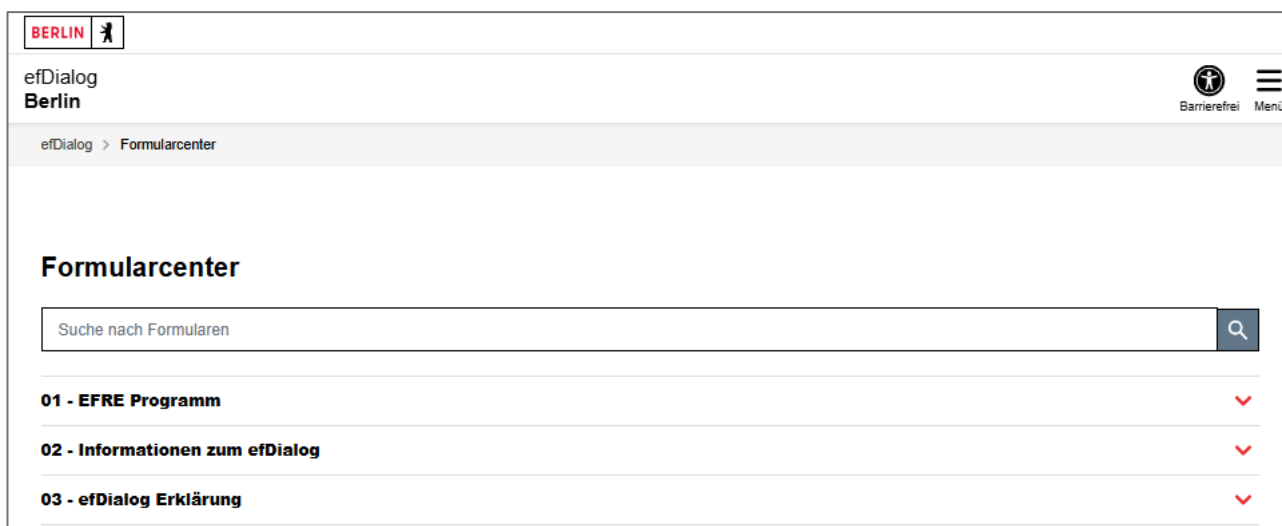 BERLIN
efDialog
Berlin
Barrierefrei Menü
efDialog > Formularcenter
Formularcenter
Suche nach Formularen
01 - EFRE Programm
02 - Informationen zum efDialog
03 - efDialog Erklärung